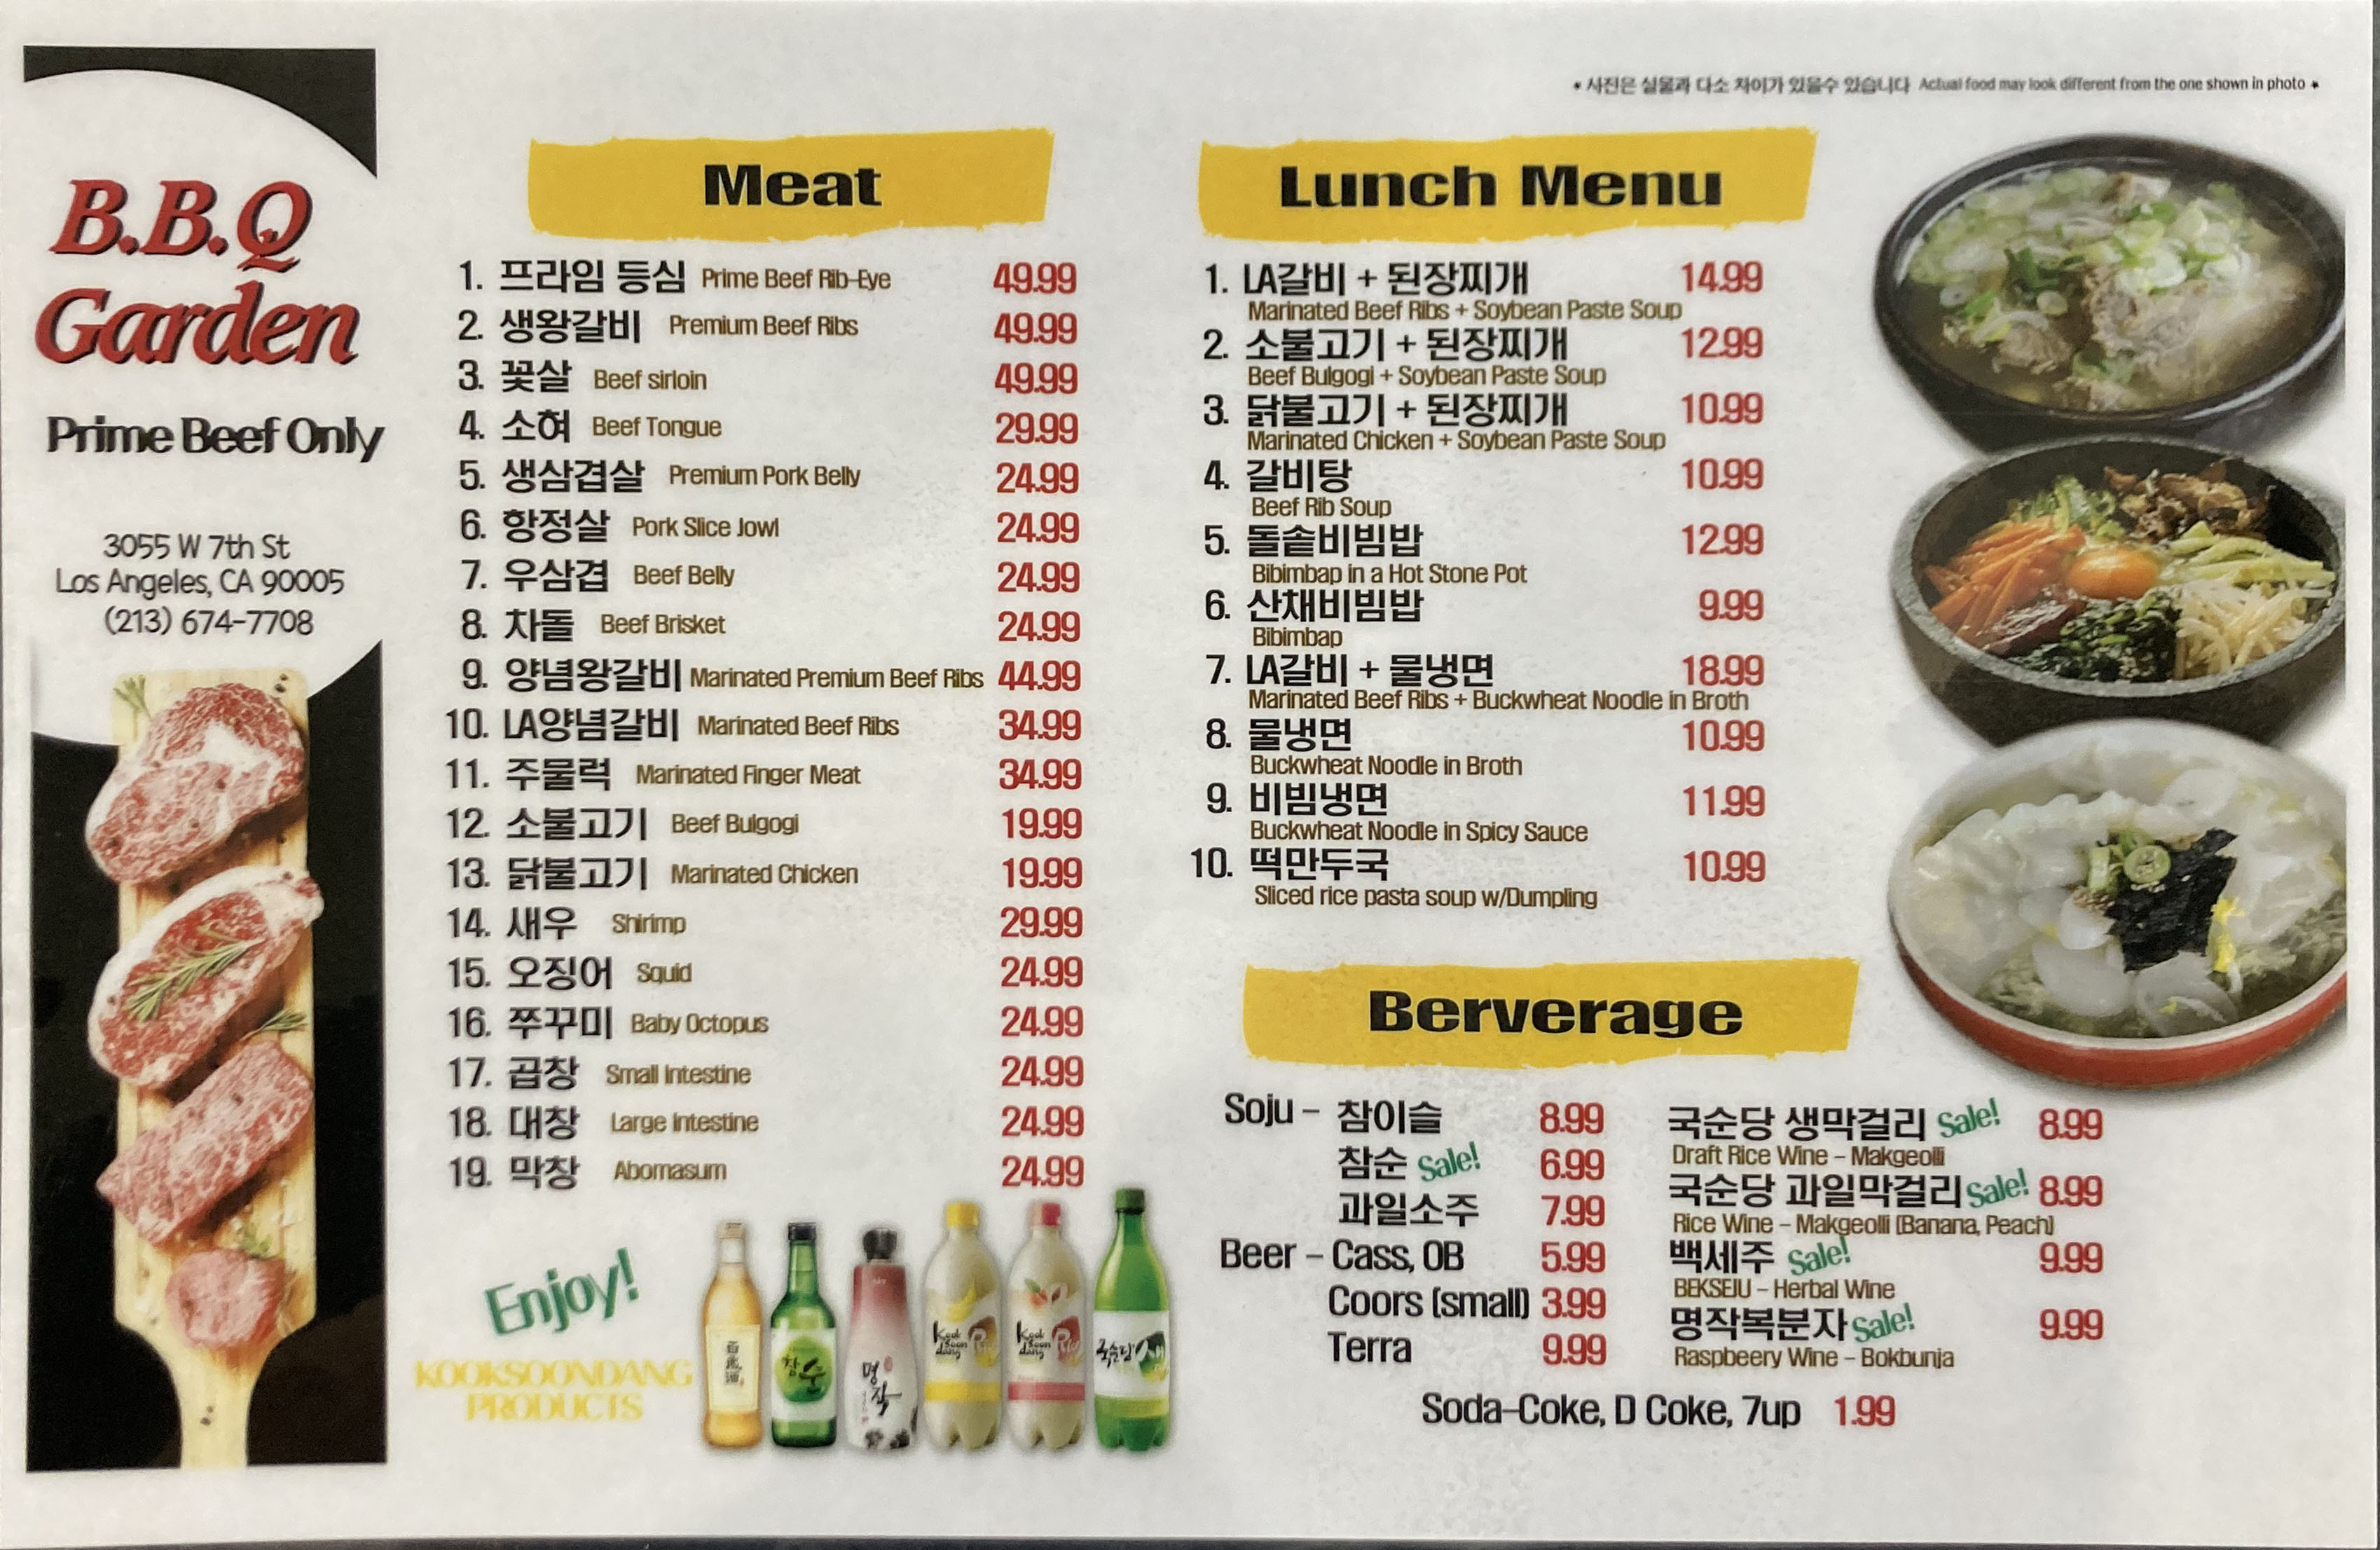 * 사진은 실물과 다소 차이가 있을수 있습니다 Actual food may look different from the one shown in photo *
B.B.Q
Garden
Prime Beef Only
3055 W 7th St
Los Angeles, CA 90005
(213) 674-7708
Meat
1. 프라임 등심 Prime Beef Rib-Eye 49.99
2. 생왕갈비 Premium Beef Ribs 49.99
3. 꽃살 Beef sirloin 49.99
4. 소혀 Beef Tongue 29.99
5. 생삼겹살 Premium Pork Belly 24.99
6. 항정살 Pork Slice Jowl 24.99
7. 우삼겹 Beef Belly 24.99
8. 차돌 Beef Brisket 24.99
9. 양념왕갈비 Marinated Premium Beef Ribs 44.99
10. LA양념갈비 Marinated Beef Ribs 34.99
11. 주물럭 Marinated Finger Meat 34.99
12. 소불고기 Beef Bulgogi 19.99
13. 닭불고기 Marinated Chicken 19.99
14. 새우 Shirimp 29.99
15. 오징어 Squid 24.99
16. 쭈꾸미 Baby Octopus 24.99
17. 곱창 Small Intestine 24.99
18. 대창 Large Intestine 24.99
19. 막창 Abomasum 24.99
Enjoy!
KOOKSOONDANG
PRODUCTS
Lunch Menu
1. LA갈비 + 된장찌개 14.99
Marinated Beef Ribs + Soybean Paste Soup
2. 소불고기 + 된장찌개 12.99
Beef Bulgogi + Soybean Paste Soup
3. 닭불고기 + 된장찌개 10.99
Marinated Chicken + Soybean Paste Soup
4. 갈비탕 10.99
Beef Rib Soup
5. 돌솥비빔밥 12.99
Bibimbap in a Hot Stone Pot
6. 산채비빔밥 9.99
Bibimbap
7. LA갈비 + 물냉면 18.99
Marinated Beef Ribs + Buckwheat Noodle in Broth
8. 물냉면 10.99
Buckwheat Noodle in Broth
9. 비빔냉면 11.99
Buckwheat Noodle in Spicy Sauce
10. 떡만두국 10.99
Sliced rice pasta soup w/Dumpling
Berverage
Soju - 참이슬 8.99
참순 Sale! 6.99
과일소주 7.99
Beer - Cass, OB 5.99
Coors (small) 3.99
Terra 9.99
국순당 생막걸리 Sale! 8.99
Draft Rice Wine - Makgeolli
국순당 과일막걸리 Sale! 8.99
Rice Wine - Makgeolli (Banana, Peach)
백세주 Sale! 9.99
BEKSEJU - Herbal Wine
명작복분자 Sale! 9.99
Raspbeery Wine - Bokbunja
Soda-Coke, D Coke, 7up 1.99
참순
명작
Kook Soon dang
Kook Soon dang
국순당